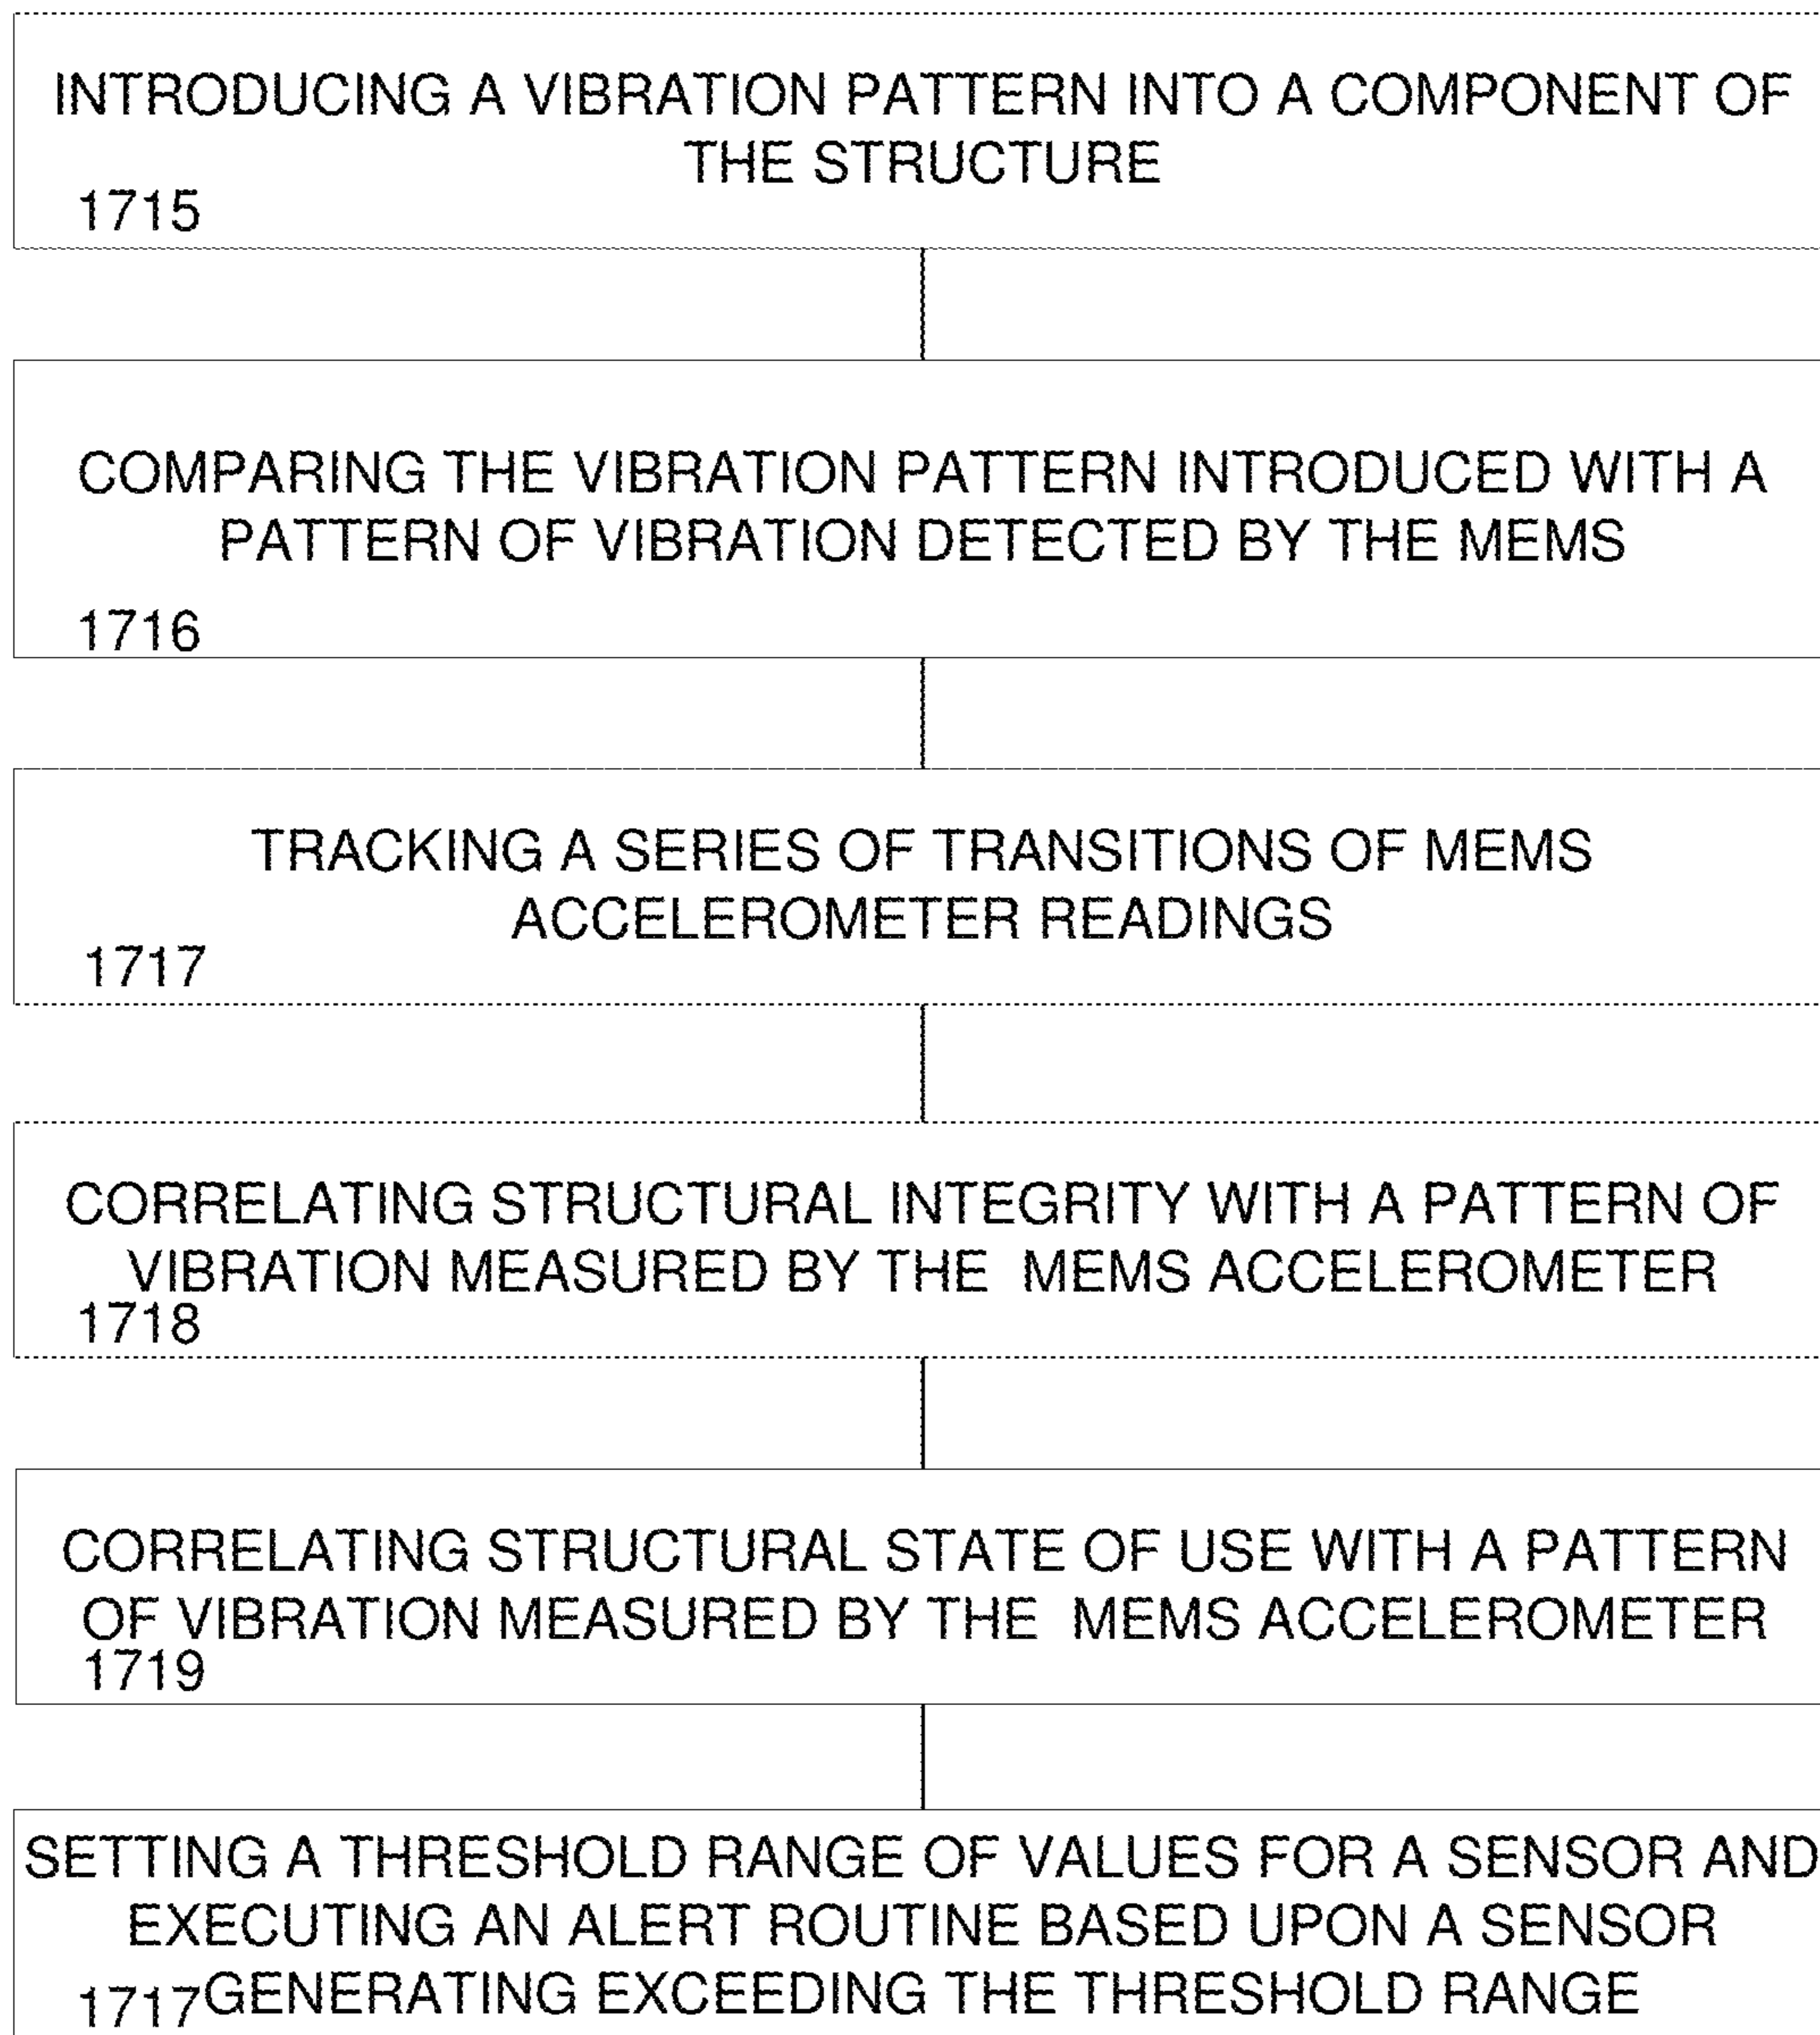 INTRODUCING A VIBRATION PATTERN INTO A COMPONENT OF
THE STRUCTURE
1715
COMPARING THE VIBRATION PATTERN INTRODUCED WITH A
PATTERN OF VIBRATION DETECTED BY THE MEMS
1716
TRACKING A SERIES OF TRANSITIONS OF MEMS
ACCELEROMETER READINGS
1717
CORRELATING STRUCTURAL INTEGRITY WITH A PATTERN OF
VIBRATION MEASURED BY THE MEMS ACCELEROMETER
1718
CORRELATING STRUCTURAL STATE OF USE WITH A PATTERN
OF VIBRATION MEASURED BY THE MEMS ACCELEROMETER
1719
SETTING A THRESHOLD RANGE OF VALUES FOR A SENSOR AND
EXECUTING AN ALERT ROUTINE BASED UPON A SENSOR
GENERATING EXCEEDING THE THRESHOLD RANGE
1717